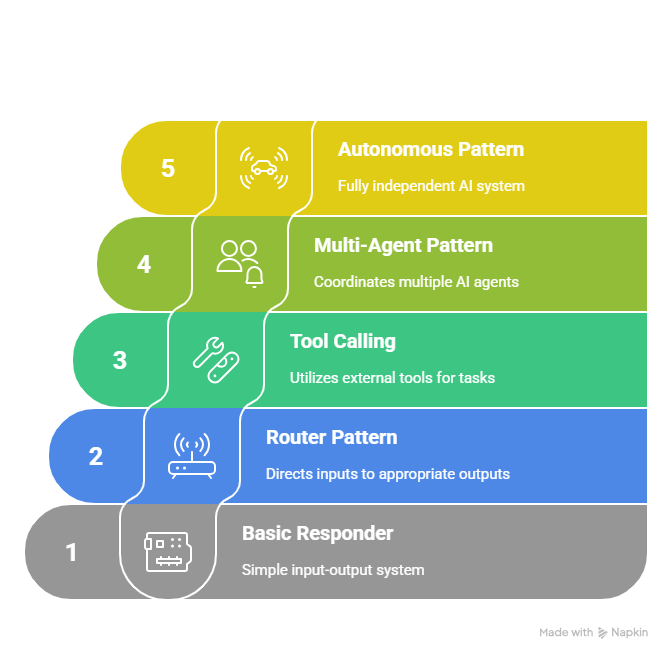 5
Autonomous Pattern
Fully independent AI system
4
Multi-Agent Pattern
Coordinates multiple AI agents
3
Tool Calling
Utilizes external tools for tasks
2
Router Pattern
Directs inputs to appropriate outputs
1
Basic Responder
Simple input-output system
Made with Napkin